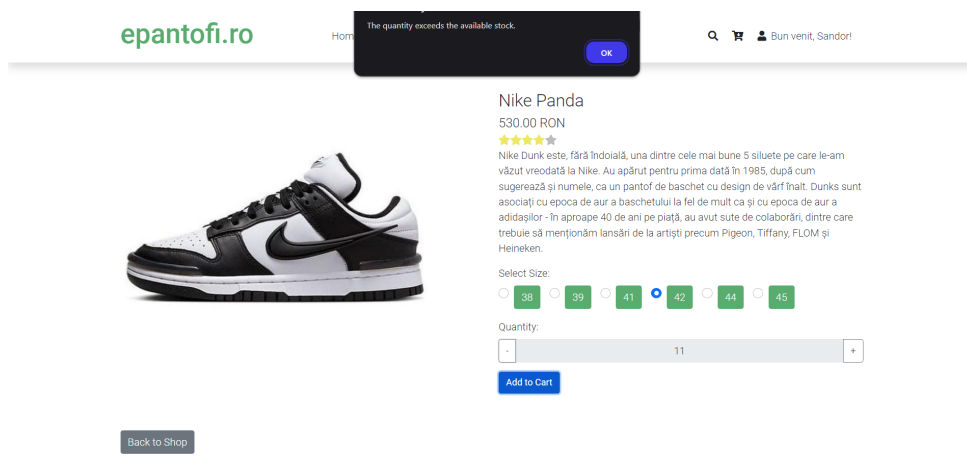 epantofi.ro
Hom
The quantity exceeds the available stock.
OK
Bun venit, Sandor!
Nike Panda
530.00 RON
Nike Dunk este, fără îndoială, una dintre cele mai bune 5 siluete pe care le-am
văzut vreodată la Nike. Au apărut pentru prima dată în 1985, după cum
sugerează și numele, ca un pantof de baschet cu design de vârf înalt. Dunks sunt
asociați cu epoca de aur a baschetului la fel de mult ca și cu epoca de aur a
adidașilor - în aproape 40 de ani pe piață, au avut sute de colaborări, dintre care
trebuie să menționăm lansări de la artiști precum Pigeon, Tiffany, FLOM și
Heineken.
Select Size:
38 39 41 42 44 45
Quantity:
- 11 +
Add to Cart
Back to Shop